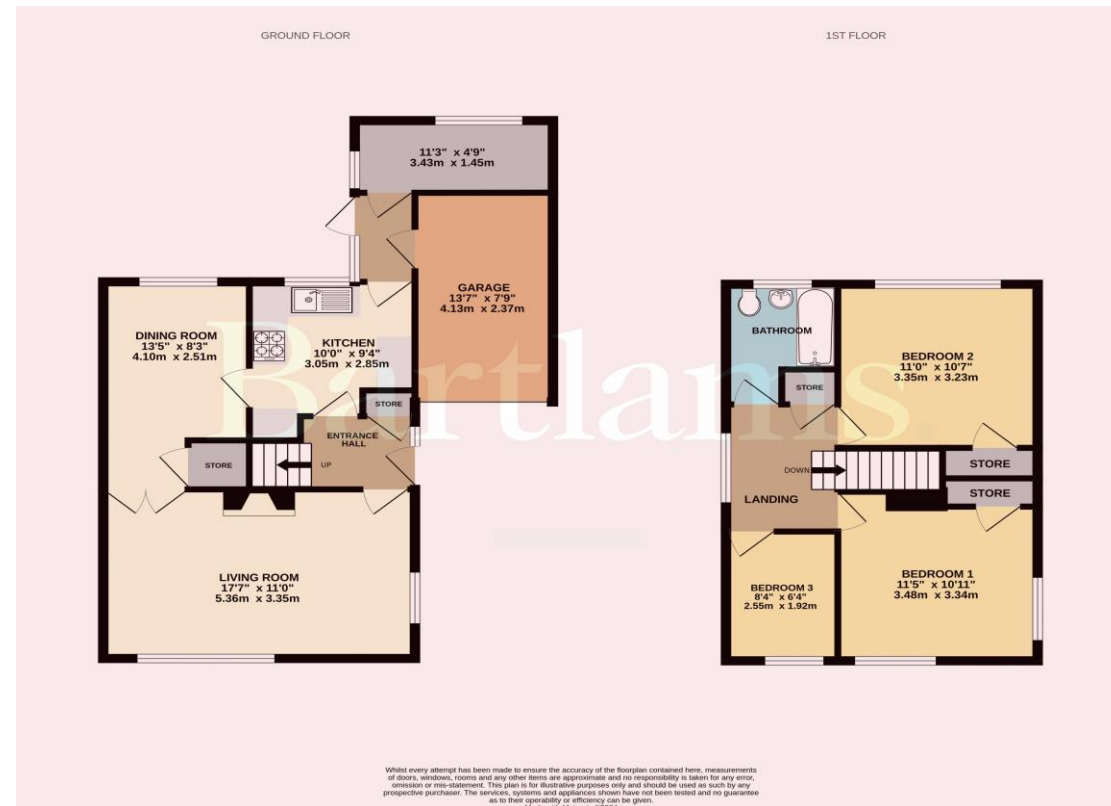 GROUND FLOOR
1ST FLOOR
11'3" x 4'9"
3.43m x 1.45m
GARAGE
13'7" x 7'9"
4.13m x 2.37m
DINING ROOM
13'5" x 8'3"
4.10m x 2.51m
KITCHEN
10'0" x 9'4"
3.05m x 2.85m
STORE
ENTRANCE
HALL
STORE
UP
LIVING ROOM
17'7" x 11'0"
5.36m x 3.35m
BATHROOM
STORE
BEDROOM 2
11'0" x 10'7"
3.35m x 3.23m
DOWN
STORE
STORE
LANDING
BEDROOM 3
8'4" x 6'4"
2.55m x 1.92m
BEDROOM 1
11'5" x 10'11"
3.48m x 3.34m
Bartlams
Whilst every attempt has been made to ensure the accuracy of the floorplan contained here, measurements
of doors, windows, rooms and any other items are approximate and no responsibility is taken for any error,
omission or mis-statement. This plan is for illustrative purposes only and should be used as such by any
prospective purchaser. The services, systems and appliances shown have not been tested and no guarantee
as to their operability or efficiency can be given.